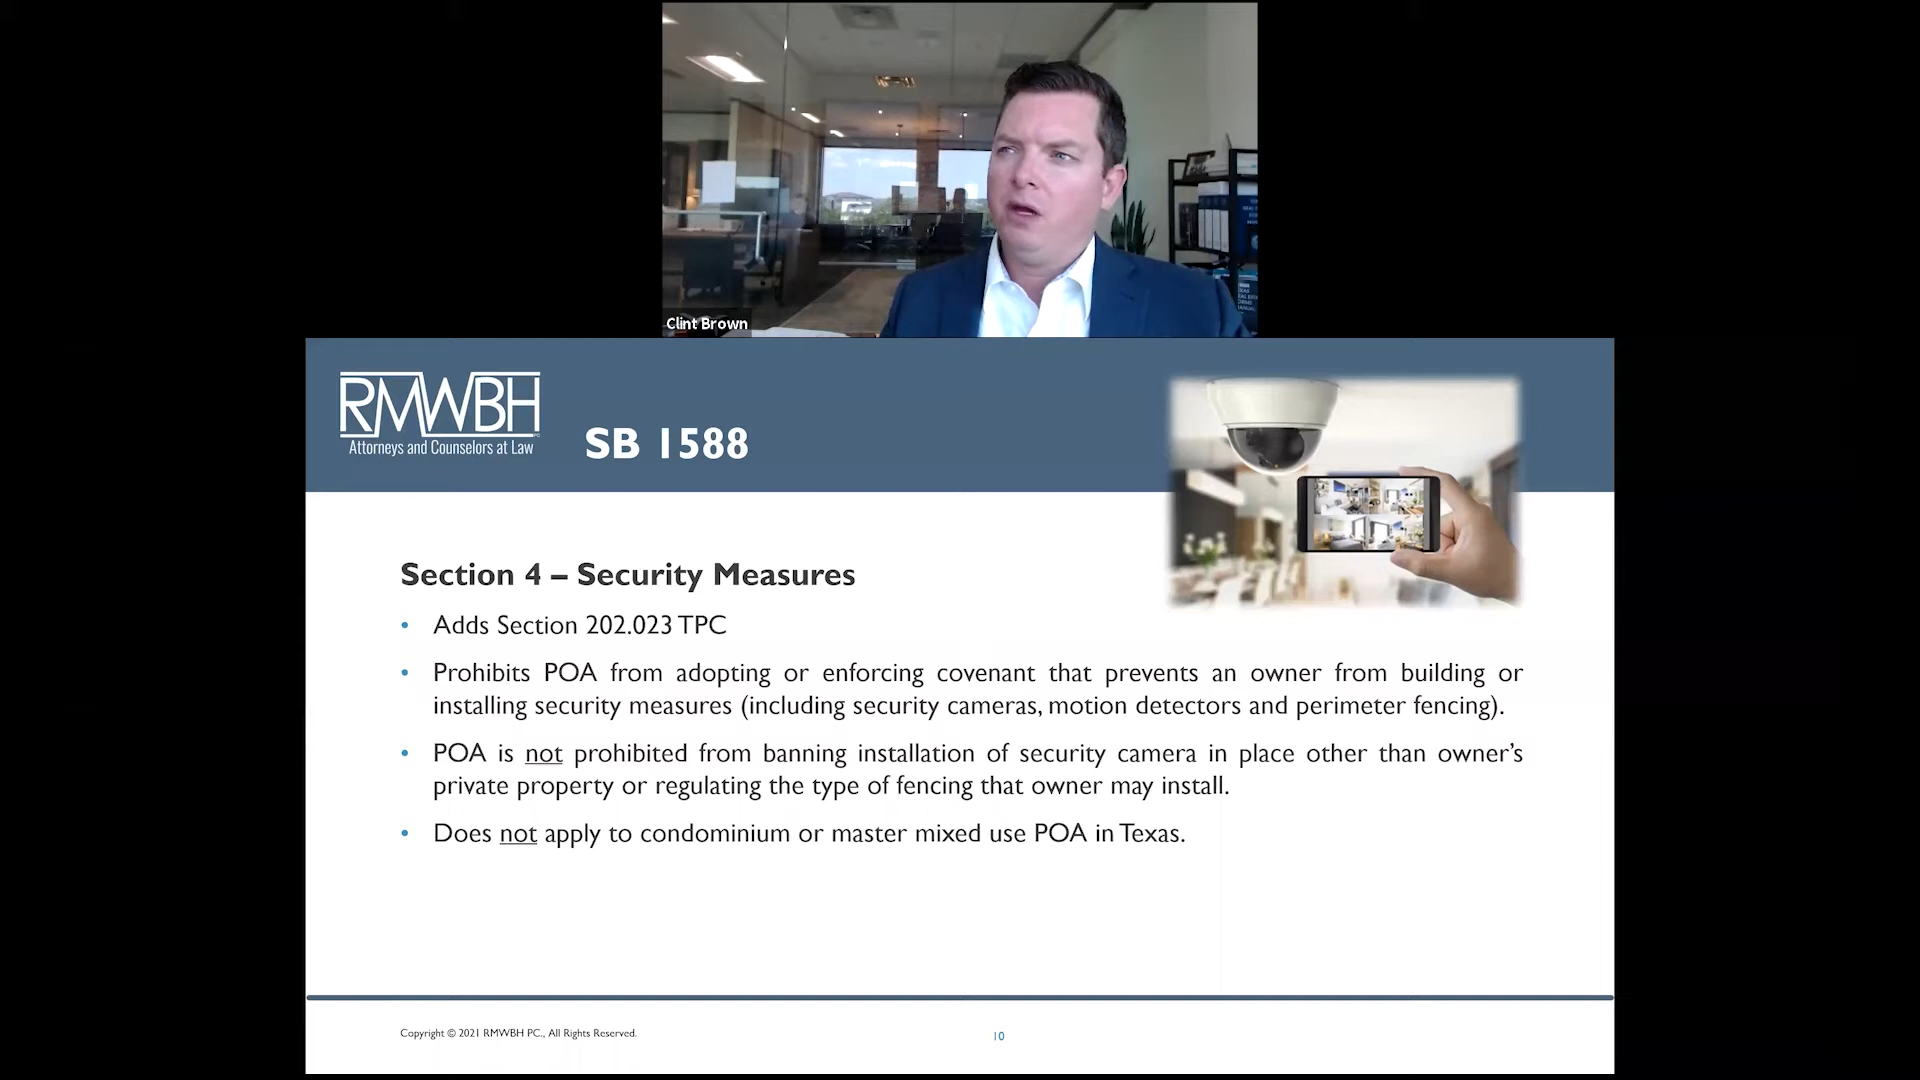 Clint Brown
RMWBH
PC
Attorneys and Counselors at Law
SB 1588
Section 4 – Security Measures
• Adds Section 202.023 TPC
• Prohibits POA from adopting or enforcing covenant that prevents an owner from building or
installing security measures (including security cameras, motion detectors and perimeter fencing).
• POA is not prohibited from banning installation of security camera in place other than owner's
private property or regulating the type of fencing that owner may install.
• Does not apply to condominium or master mixed use POA in Texas.
Copyright © 2021 RMWBH PC., All Rights Reserved.
10